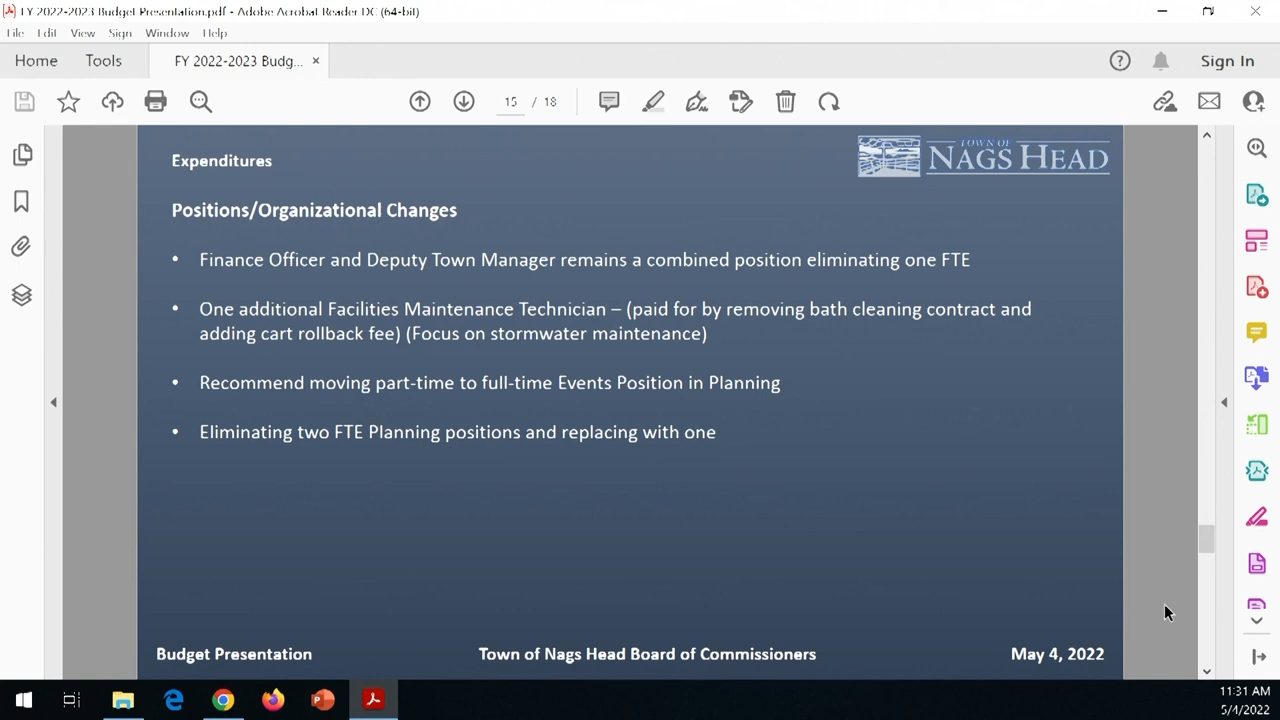 FY 2022-2023 Budget Presentation.pdf - Adobe Acrobat Reader DC (64-bit)
File Edit View Sign Window Help
Home Tools FY 2022-2023 Budg... × Sign In
15 / 18
Expenditures
TOWN OF
NAGS HEAD
Positions/Organizational Changes
• Finance Officer and Deputy Town Manager remains a combined position eliminating one FTE
• One additional Facilities Maintenance Technician – (paid for by removing bath cleaning contract and
adding cart rollback fee) (Focus on stormwater maintenance)
• Recommend moving part-time to full-time Events Position in Planning
• Eliminating two FTE Planning positions and replacing with one
Budget Presentation Town of Nags Head Board of Commissioners May 4, 2022
11:31 AM
5/4/2022